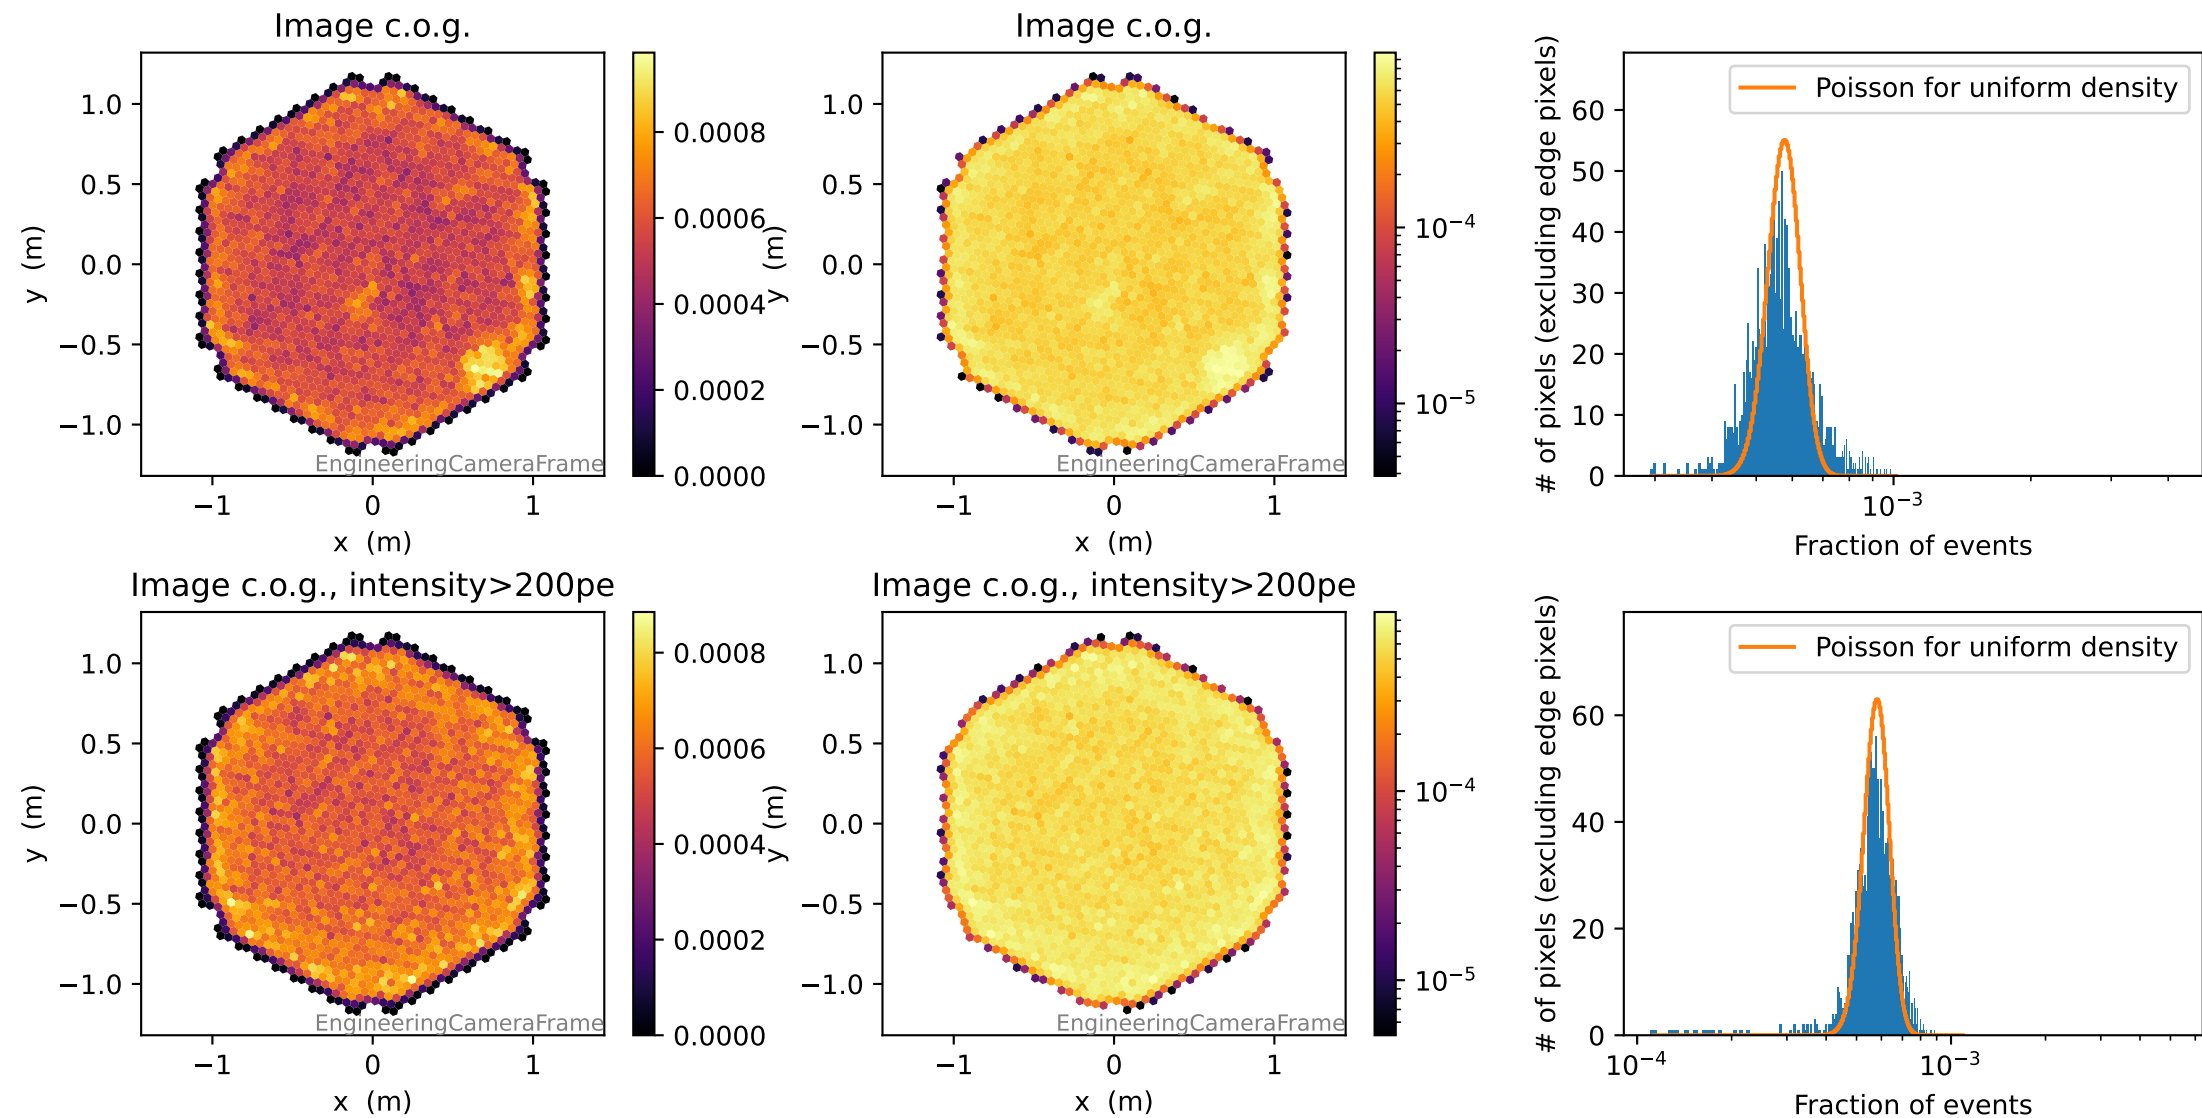 Image c.o.g.
1.0
0.5
0.0
−0.5
−1.0
y (m)
−1
0
1
x (m)
EngineeringCameraFrame
0.0008
0.0006
0.0004
0.0002
0.0000
Image c.o.g.
1.0
0.5
0.0
−0.5
−1.0
y (m)
−1
0
1
x (m)
EngineeringCameraFrame
10−4
10−5
# of pixels (excluding edge pixels)
60
50
40
30
20
10
0
Poisson for uniform density
10−3
Fraction of events
Image c.o.g., intensity>200pe
1.0
0.5
0.0
−0.5
−1.0
y (m)
−1
0
1
x (m)
EngineeringCameraFrame
0.0008
0.0006
0.0004
0.0002
0.0000
Image c.o.g., intensity>200pe
1.0
0.5
0.0
−0.5
−1.0
y (m)
−1
0
1
x (m)
EngineeringCameraFrame
10−4
10−5
# of pixels (excluding edge pixels)
60
40
20
0
Poisson for uniform density
10−4
10−3
Fraction of events